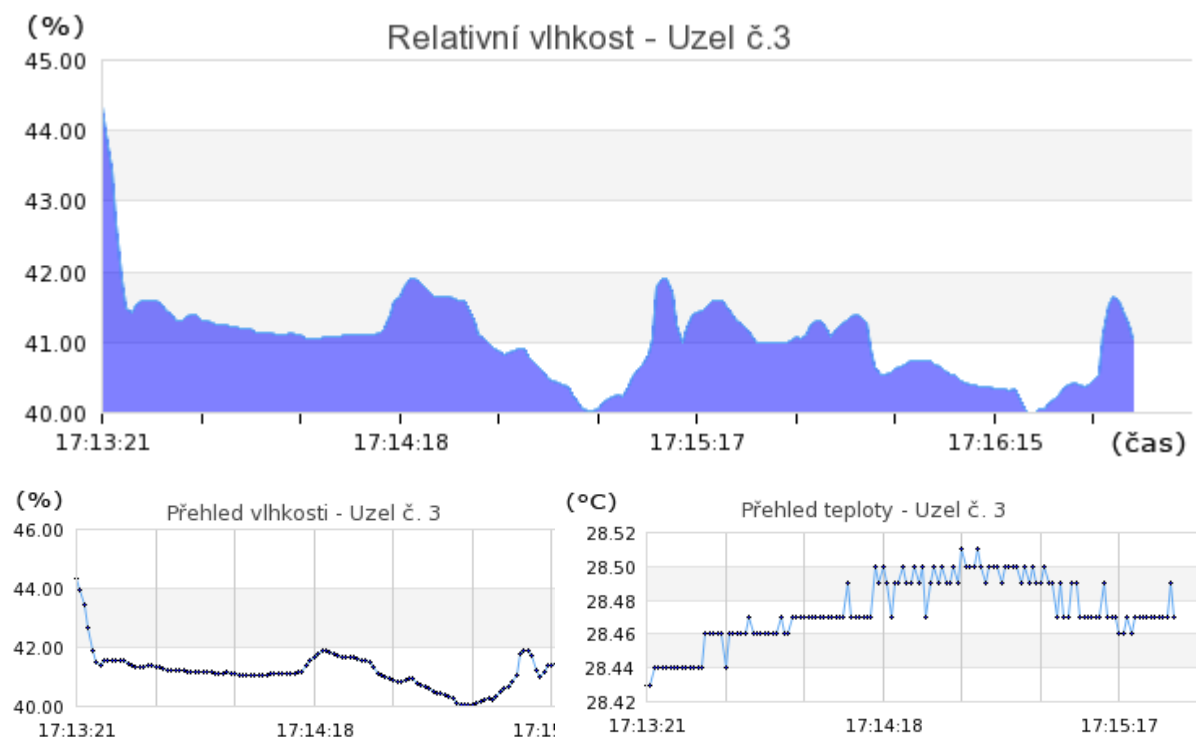 (%)
Relativní vlhkost - Uzel č.3
45.00
44.00
43.00
42.00
41.00
40.00
17:13:21 17:14:18 17:15:17 17:16:15 (čas)
(%)
Přehled vlhkosti - Uzel č. 3
46.00
44.00
42.00
40.00
17:13:21 17:14:18 17:15
(°C)
Přehled teploty - Uzel č. 3
28.52
28.50
28.48
28.46
28.44
28.42
17:13:21 17:14:18 17:15:17